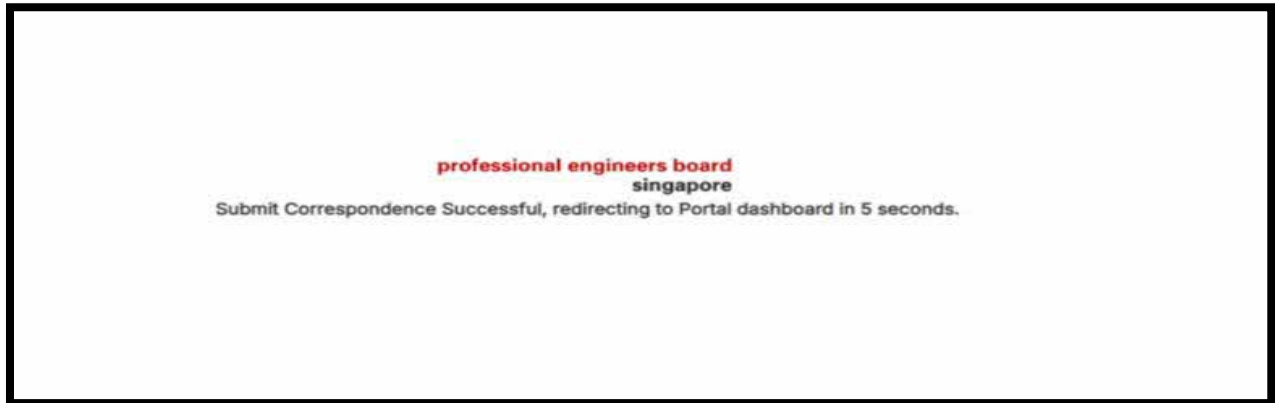 professional engineers board
singapore
Submit Correspondence Successful, redirecting to Portal dashboard in 5 seconds.